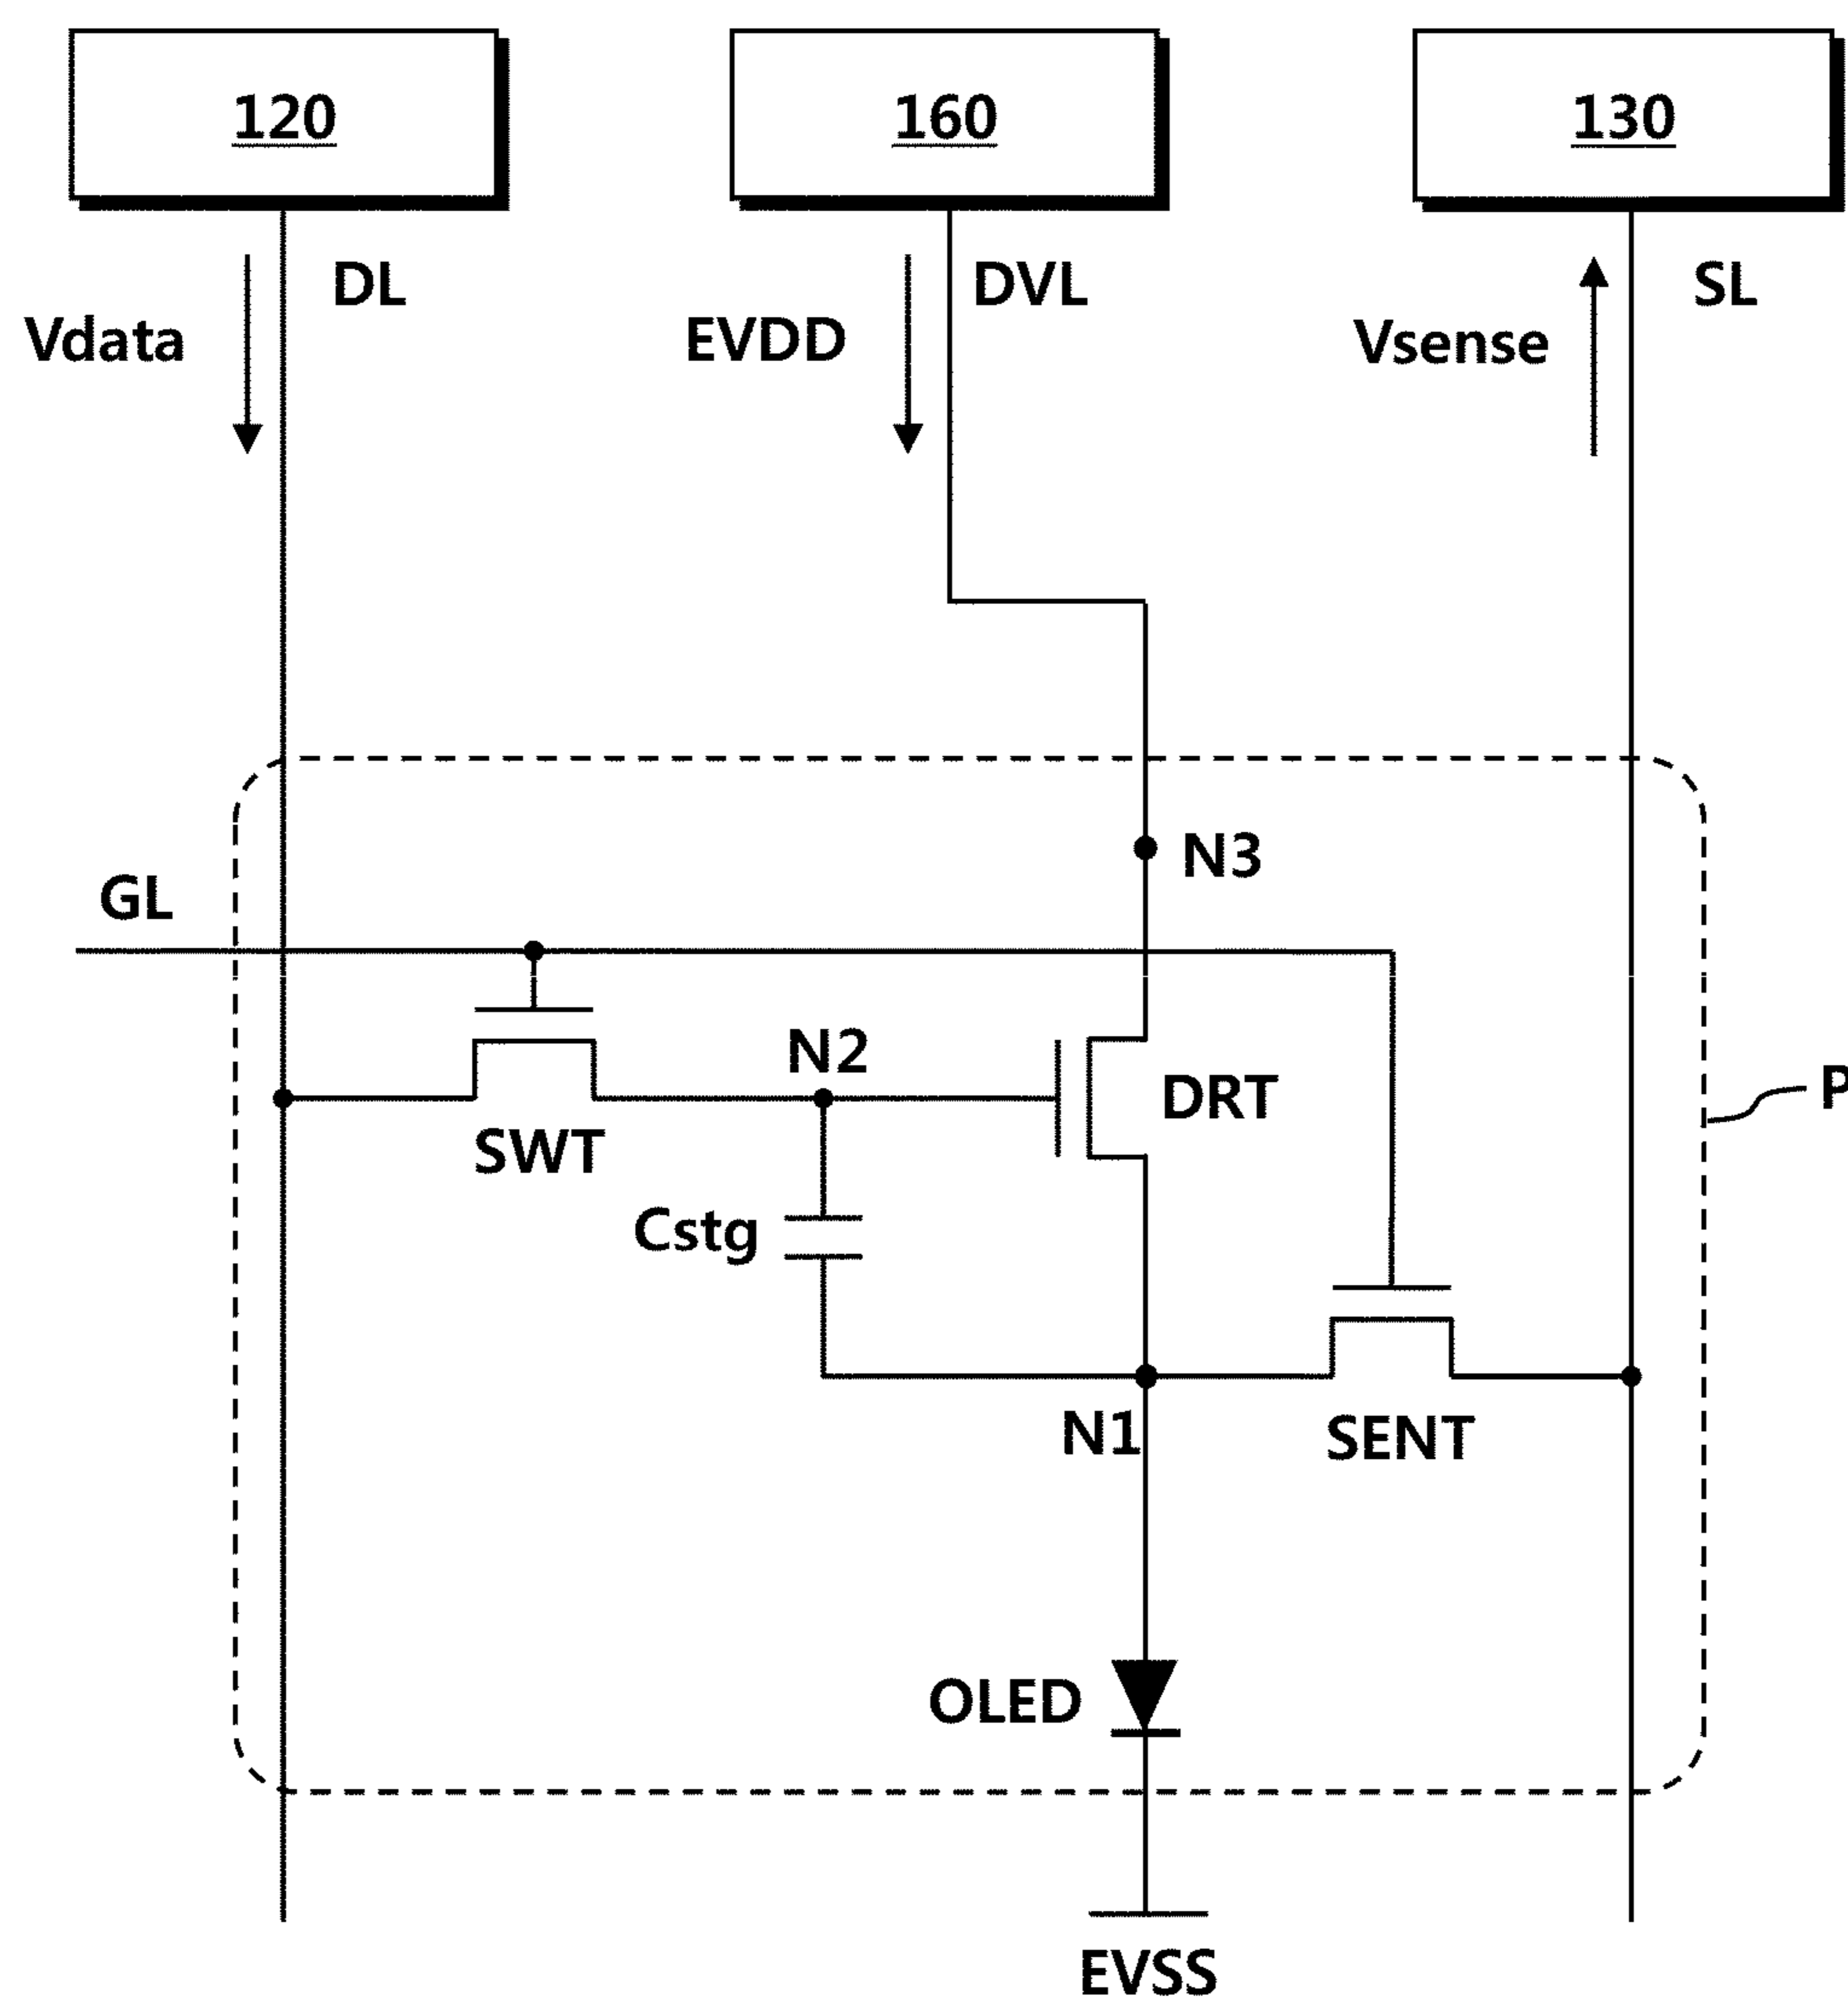 120
160
130
DL
DVL
SL
Vdata
EVDD
Vsense
N3
GL
N2
DRT
P
SWT
Cstg
N1
SENT
OLED
EVSS